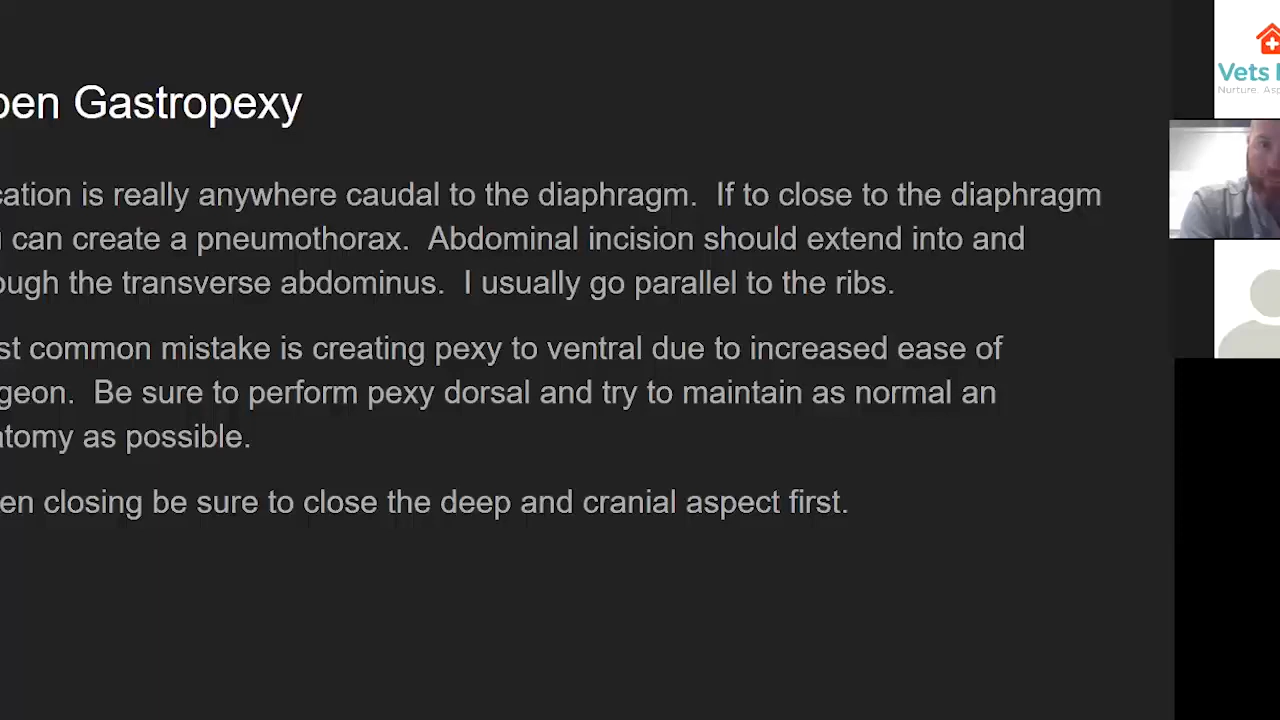 pen Gastropexy
cation is really anywhere caudal to the diaphragm.  If to close to the diaphragm
can create a pneumothorax.  Abdominal incision should extend into and
ough the transverse abdominus.  I usually go parallel to the ribs.
st common mistake is creating pexy to ventral due to increased ease of
geon.  Be sure to perform pexy dorsal and try to maintain as normal an
atomy as possible.
en closing be sure to close the deep and cranial aspect first.
Vets
Nurture. Asp